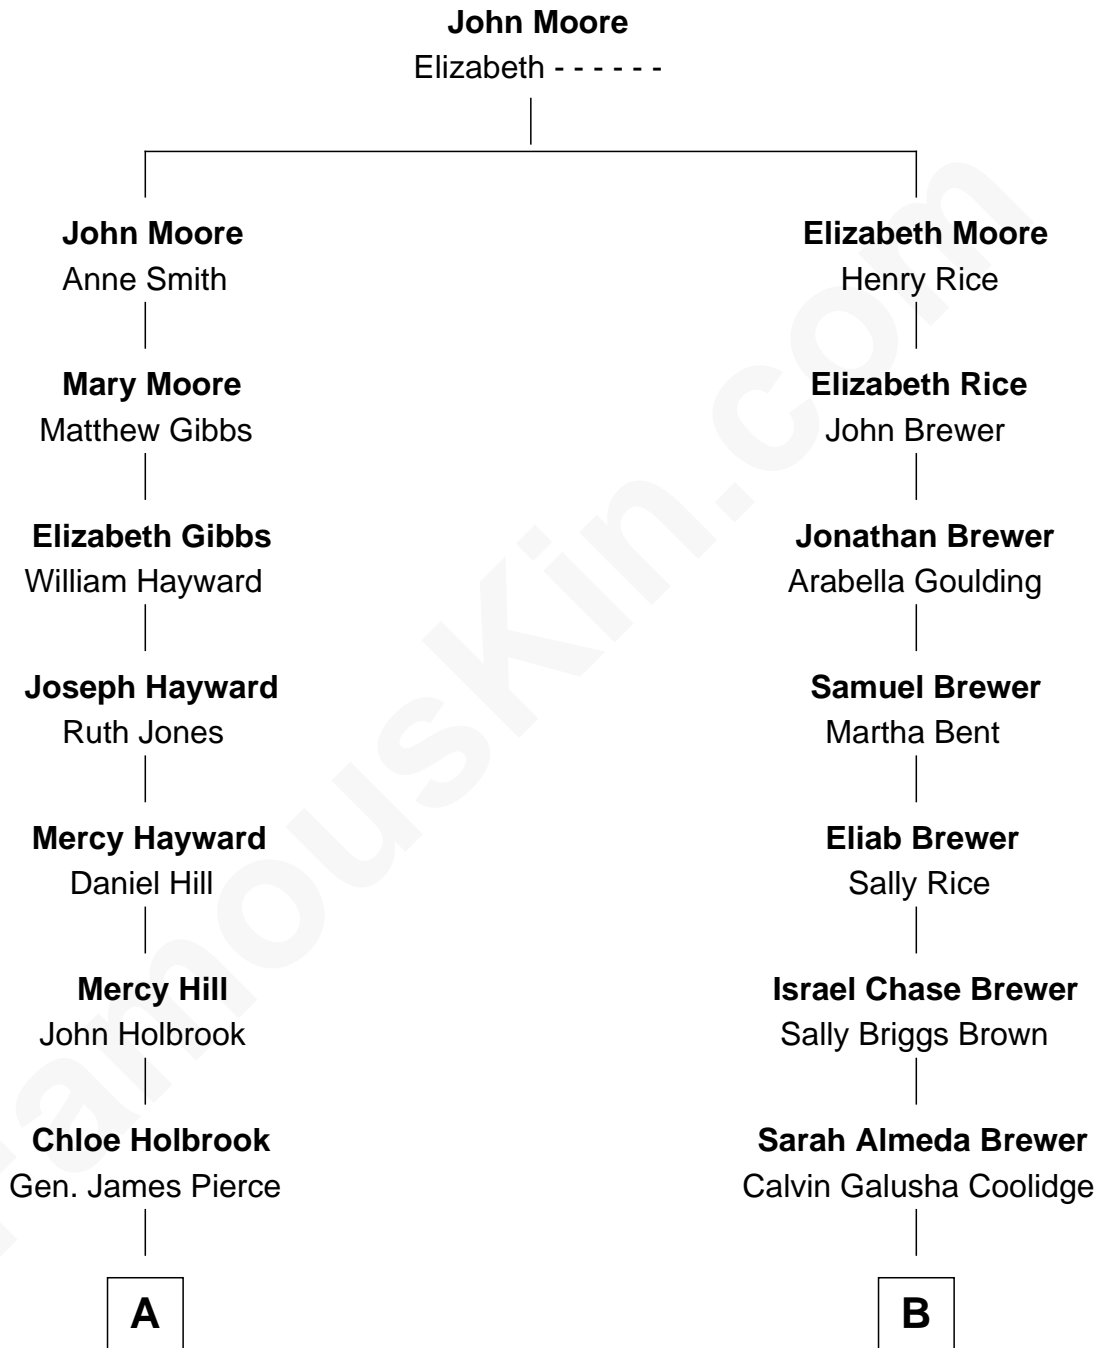 John Moore
Elizabeth - - - - - -
John Moore
Anne Smith
Elizabeth Moore
Henry Rice
Mary Moore
Matthew Gibbs
Elizabeth Rice
John Brewer
Elizabeth Gibbs
William Hayward
Jonathan Brewer
Arabella Goulding
Joseph Hayward
Ruth Jones
Samuel Brewer
Martha Bent
Mercy Hayward
Daniel Hill
Eliab Brewer
Sally Rice
Mercy Hill
John Holbrook
Israel Chase Brewer
Sally Briggs Brown
Chloe Holbrook
Gen. James Pierce
Sarah Almeda Brewer
Calvin Galusha Coolidge
A
B
FamousKin.com